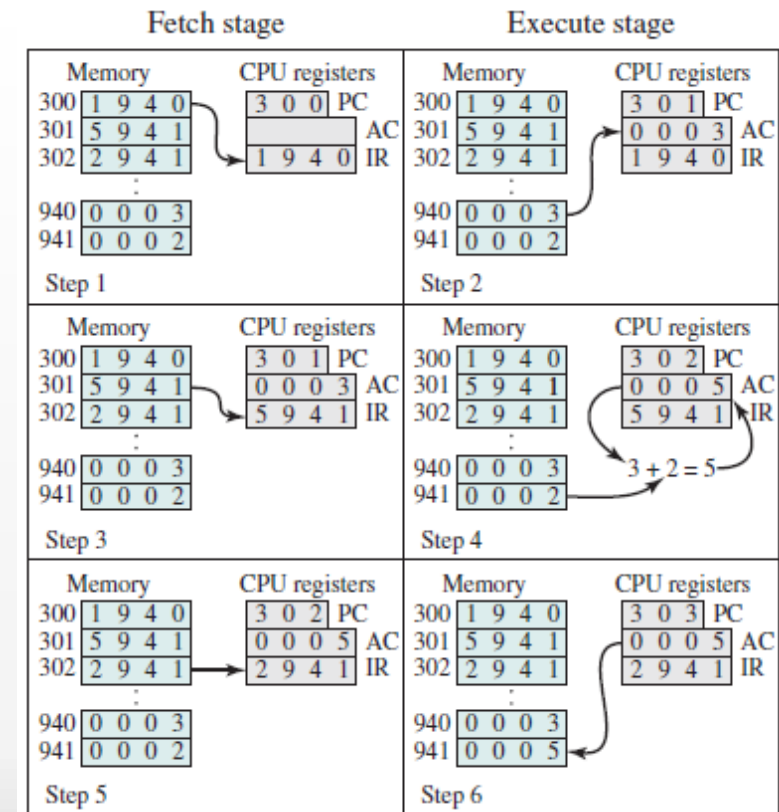 Fetch stage
Execute stage
Memory CPU registers
300 1 9 4 0 3 0 0 PC
301 5 9 4 1 AC
302 2 9 4 1 1 9 4 0 IR
940 0 0 0 3
941 0 0 0 2
Step 1
Memory CPU registers
300 1 9 4 0 3 0 1 PC
301 5 9 4 1 0 0 0 3 AC
302 2 9 4 1 1 9 4 0 IR
940 0 0 0 3
941 0 0 0 2
Step 2
Memory CPU registers
300 1 9 4 0 3 0 1 PC
301 5 9 4 1 0 0 0 3 AC
302 2 9 4 1 5 9 4 1 IR
940 0 0 0 3
941 0 0 0 2
Step 3
Memory CPU registers
300 1 9 4 0 3 0 2 PC
301 5 9 4 1 0 0 0 5 AC
302 2 9 4 1 5 9 4 1 IR
940 0 0 0 3 3 + 2 = 5
941 0 0 0 2
Step 4
Memory CPU registers
300 1 9 4 0 3 0 2 PC
301 5 9 4 1 0 0 0 5 AC
302 2 9 4 1 2 9 4 1 IR
940 0 0 0 3
941 0 0 0 2
Step 5
Memory CPU registers
300 1 9 4 0 3 0 3 PC
301 5 9 4 1 0 0 0 5 AC
302 2 9 4 1 2 9 4 1 IR
940 0 0 0 3
941 0 0 0 5
Step 6